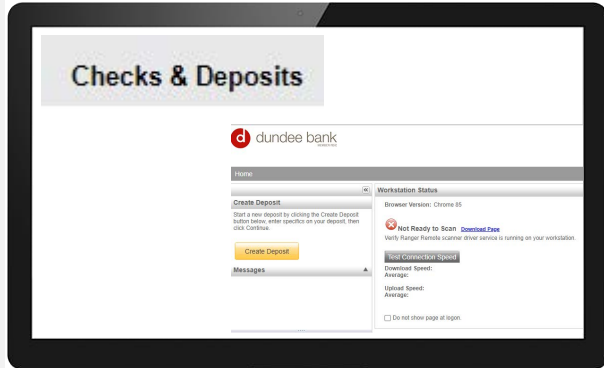 Checks & Deposits
dundee bank
Home
Create Deposit
Start a new deposit by clicking the Create Deposit
button below, enter specifics on your deposit, then
click Continue.
Create Deposit
Messages
Workstation Status
Browser Version: Chrome 85
Not Ready to Scan Download Page
Verify Ranger Remote scanner driver service is running on your workstation.
Test Connection Speed
Download Speed:
Average:
Upload Speed:
Average:
Do not show page at logon.